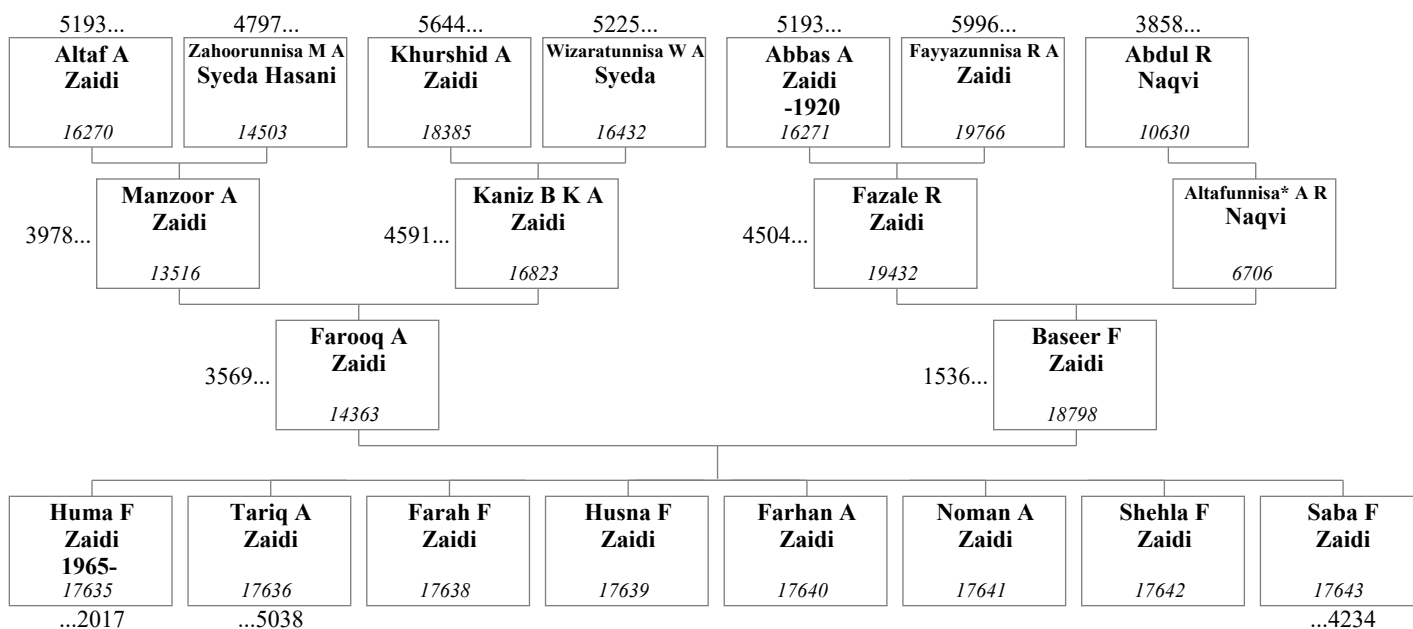 5193... 4797... 5644... 5225... 5193... 5996... 3858...
Altaf A
Zaidi
16270
Zahoorunnisa M A
Syeda Hasani
14503
Khurshid A
Zaidi
18385
Wizaratunnisa W A
Syeda
16432
Abbas A
Zaidi
-1920
16271
Fayyazunnisa R A
Zaidi
19766
Abdul R
Naqvi
10630
3978...
Manzoor A
Zaidi
13516
4591...
Kaniz B K A
Zaidi
16823
4504...
Fazale R
Zaidi
19432
Altafunnisa* A R
Naqvi
6706
3569...
Farooq A
Zaidi
14363
1536...
Baseer F
Zaidi
18798
Huma F
Zaidi
1965-
17635
Tariq A
Zaidi
17636
Farah F
Zaidi
17638
Husna F
Zaidi
17639
Farhan A
Zaidi
17640
Noman A
Zaidi
17641
Shehla F
Zaidi
17642
Saba F
Zaidi
17643
...2017 ...5038 ...4234